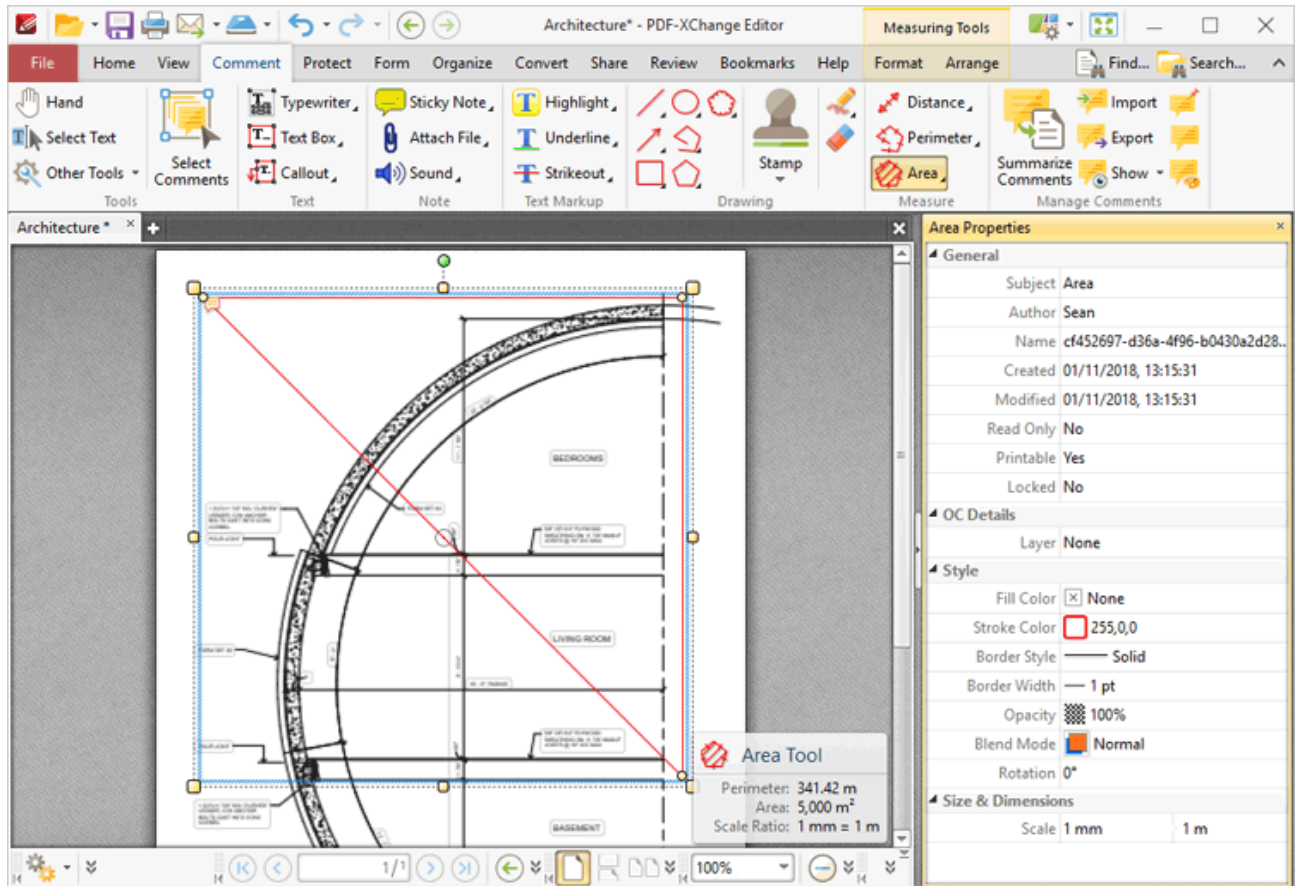 Architecture* - PDF-XChange Editor
Measuring Tools
File Home View Comment Protect Form Organize Convert Share Review Bookmarks Help Format Arrange Find... Search...
Hand
Select Text
Other Tools
Select Comments
Tools
Typewriter
Text Box
Callout
Text
Sticky Note
Attach File
Sound
Note
Highlight
Underline
Strikeout
Text Markup
Stamp
Drawing
Distance
Perimeter
Area
Measure
Summarize Comments
Import
Export
Show
Manage Comments
Architecture *
BEDROOMS
LIVING ROOM
BASEMENT
Area Tool
Perimeter: 341.42 m
Area: 5,000 m²
Scale Ratio: 1 mm = 1 m
Area Properties
General
Subject Area
Author Sean
Name cf452697-d36a-4f96-b0430a2d28..
Created 01/11/2018, 13:15:31
Modified 01/11/2018, 13:15:31
Read Only No
Printable Yes
Locked No
OC Details
Layer None
Style
Fill Color None
Stroke Color 255,0,0
Border Style Solid
Border Width 1 pt
Opacity 100%
Blend Mode Normal
Rotation 0°
Size & Dimensions
Scale 1 mm 1 m
1/1
100%